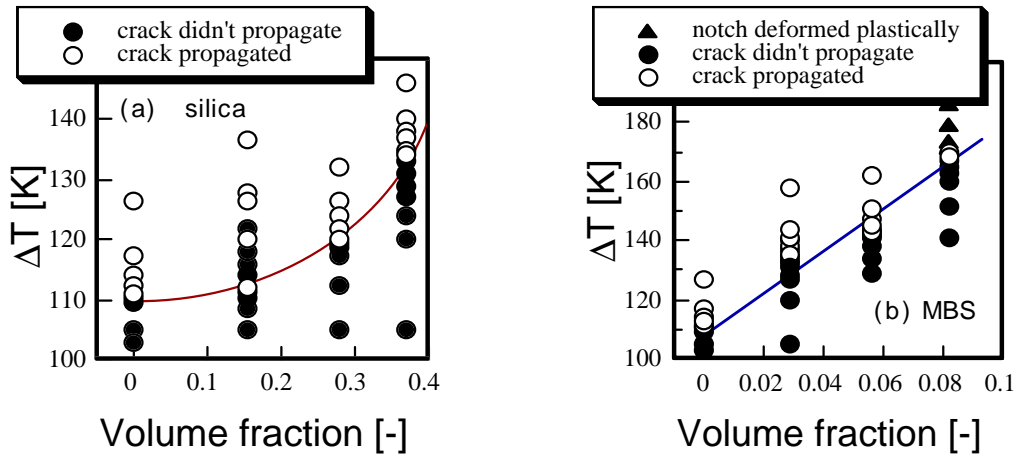 crack didn't propagate
crack propagated
(a) silica
ΔT [K]
140
130
120
110
100
0 0.1 0.2 0.3 0.4
Volume fraction [-]
notch deformed plastically
crack didn't propagate
crack propagated
ΔT [K]
180
160
140
120
100
(b) MBS
0 0.02 0.04 0.06 0.08 0.1
Volume fraction [-]